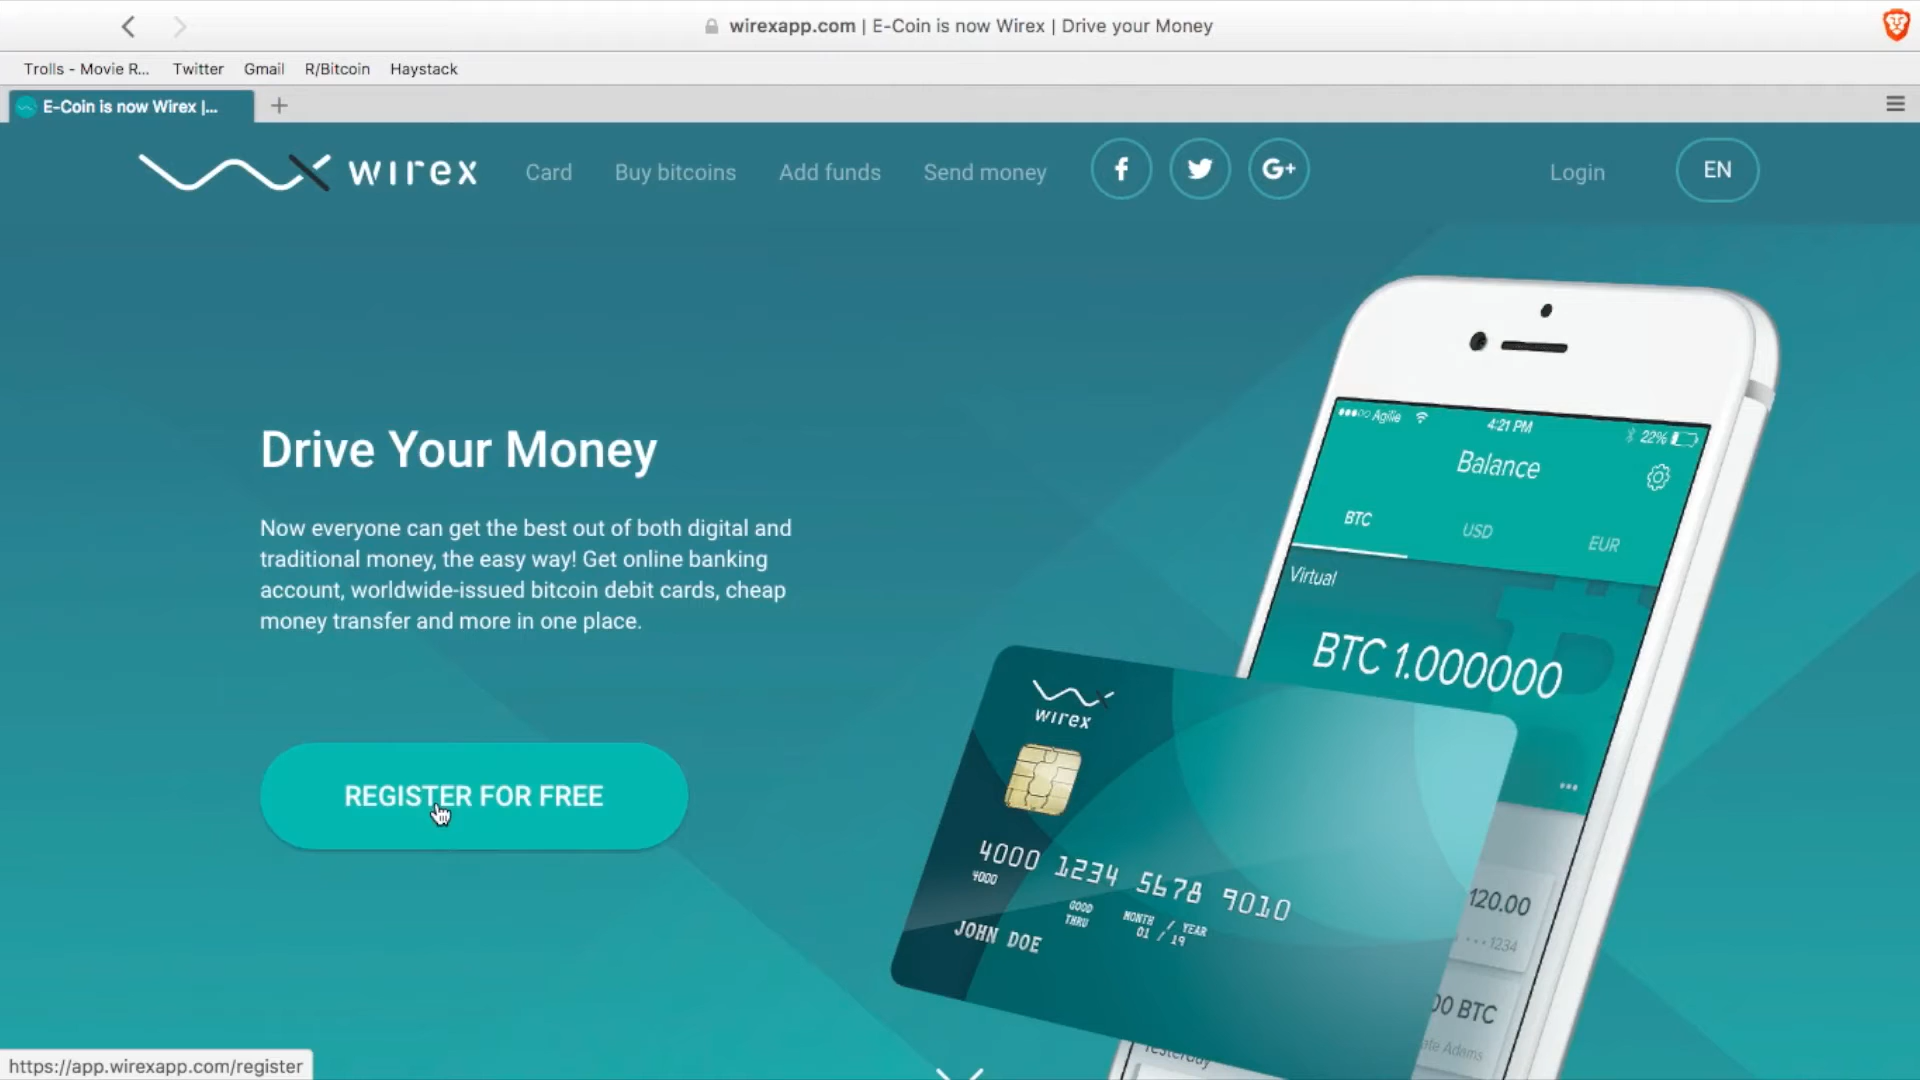 wirexapp.com | E-Coin is now Wirex | Drive your Money
Trolls - Movie R... Twitter Gmail R/Bitcoin Haystack
E-Coin is now Wirex |...
wirex Card Buy bitcoins Add funds Send money f G+ Login EN
Drive Your Money
Now everyone can get the best out of both digital and
traditional money, the easy way! Get online banking
account, worldwide-issued bitcoin debit cards, cheap
money transfer and more in one place.
REGISTER FOR FREE
Agilie 4:21 PM 22%
Balance
BTC USD EUR
Virtual
BTC 1.000000
wirex
4000 1234 5678 9010
4000
GOOD THRU
MONTH / YEAR
01 / 19
JOHN DOE
120.00
1234
00 BTC
ate Adams
Yesterday
https://app.wirexapp.com/register